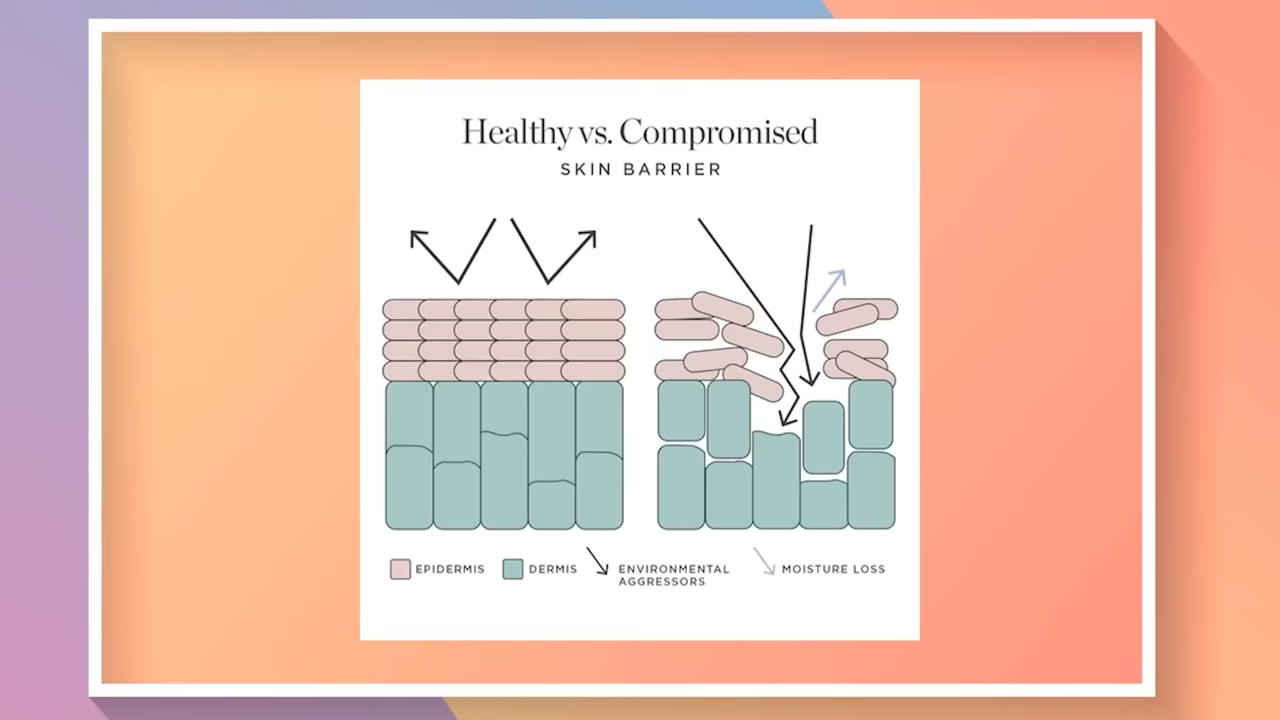 Healthy vs. Compromised
SKIN BARRIER
EPIDERMIS
DERMIS
ENVIRONMENTAL
AGGRESSORS
MOISTURE LOSS